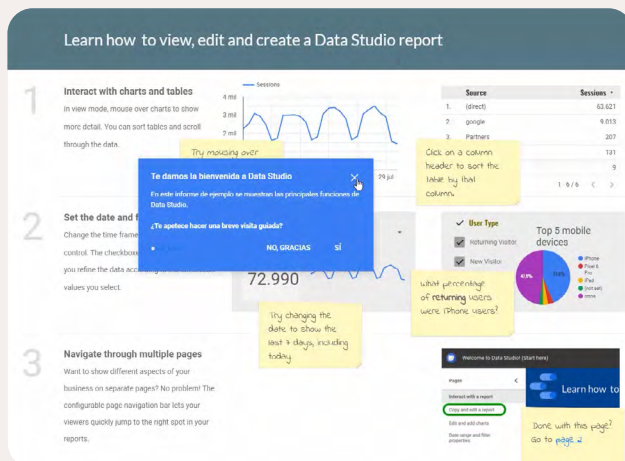 Learn how to view, edit and create a Data Studio report
1
Interact with charts and tables
In view mode, mouse over charts to show
more detail. You can sort tables and scroll
through the data.
Sessions
4 mil
3 mil
2 mil
29 jul
Try mousing over
Source Sessions
1. (direct) 63.621
2. google 9.013
3. Partners 207
131
9
1-6/6 < >
Click on a column
header to sort the
table by that
column.
Te damos la bienvenida a Data Studio
En este informe de ejemplo se muestran las principales funciones de
Data Studio.
¿Te apetece hacer una breve visita guiada?
NO, GRACIAS SÍ
2
Set the date and f
Change the time frame
control. The checkbox
you refine the data
values you select.
72.990
Try changing the
date to show the
last 7 days, including
today.
User Type
Returning Visitor
New Visitor
Top 5 mobile
devices
iPhone
Pixel 6
Pro
iPad
(not set)
otros
What percentage
of returning users
were iPhone users?
3
Navigate through multiple pages
Want to show different aspects of your
business on separate pages? No problem! The
configurable page navigation bar lets your
viewers quickly jump to the right spot in your
reports.
Welcome to Data Studio! (Start here)
Pages <
Interact with a report
Copy and edit a report
Edit and add charts
Date range and filter
properties
Learn how to
Done with this page?
Go to page 2